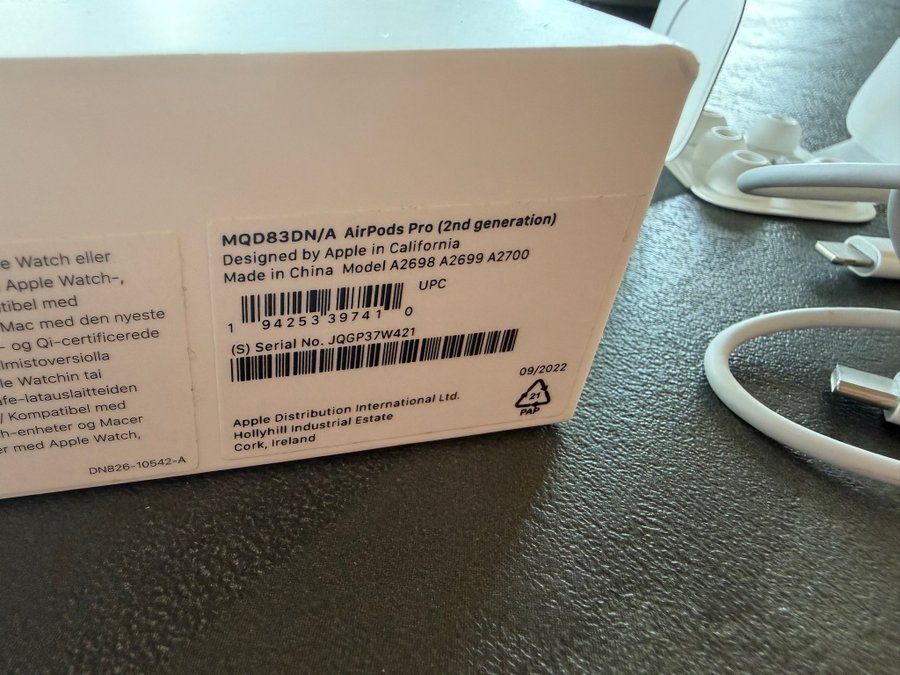 e Watch eller
Apple Watch-,
tibel med
Mac med den nyeste
- og Qi-certificerede
lmistoversiolla
le Watchin tai
afe-latauslaitteiden
/ Kompatibel med
h-enheter og Macer
er med Apple Watch,
DN826-10542-A
MQD83DN/A AirPods Pro (2nd generation)
Designed by Apple in California
Made in China Model A2698 A2699 A2700
UPC
1 94253 39741 0
(S) Serial No. JQGP37W421
09/2022
21
PAP
Apple Distribution International Ltd.
Hollyhill Industrial Estate
Cork, Ireland